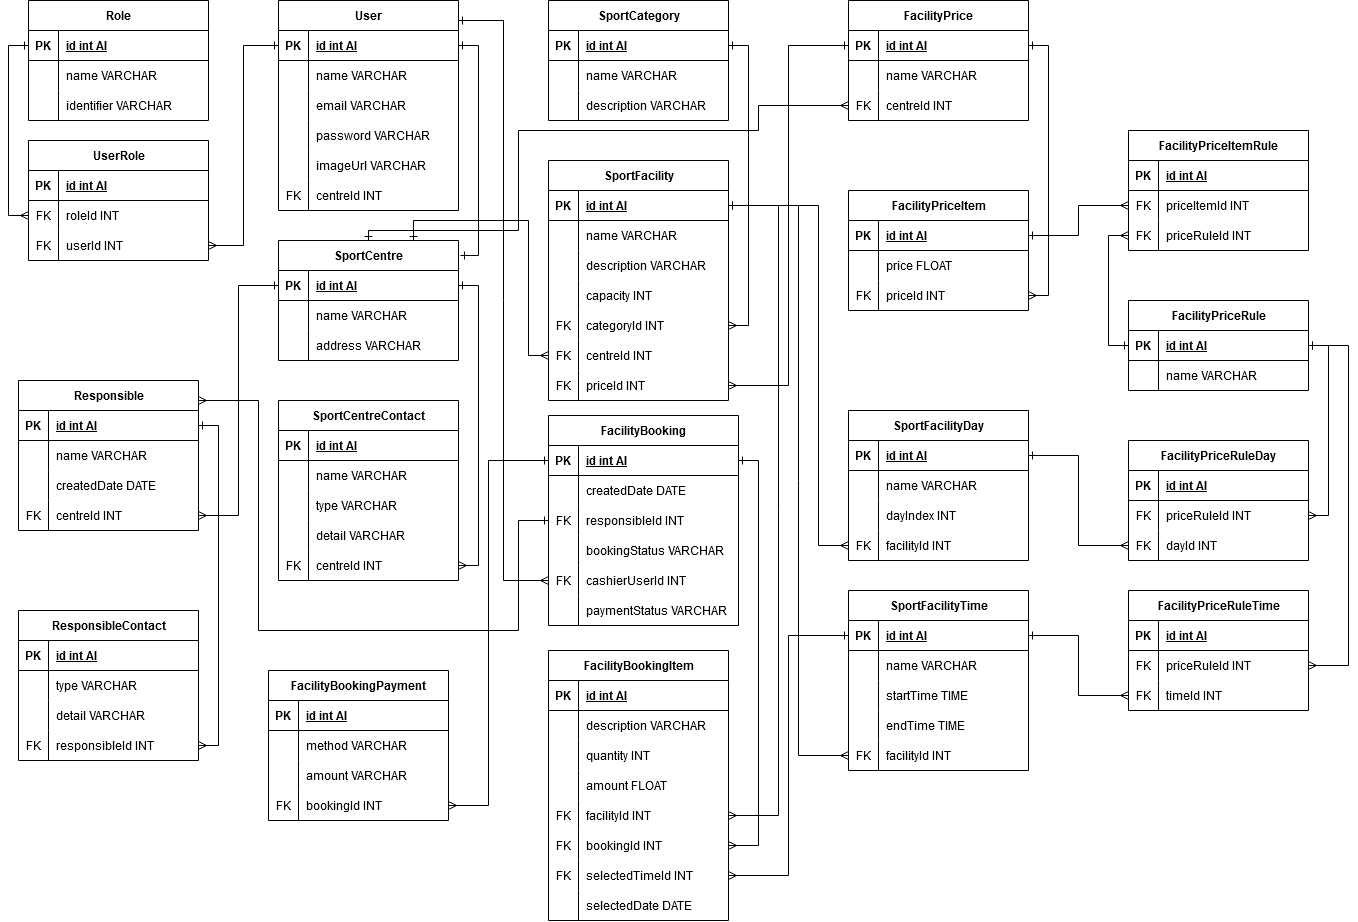 Role
PK id int AI
name VARCHAR
identifier VARCHAR
UserRole
PK id int AI
FK roleId INT
FK userId INT
User
PK id int AI
name VARCHAR
email VARCHAR
password VARCHAR
imageUrl VARCHAR
FK centreId INT
SportCentre
PK id int AI
name VARCHAR
address VARCHAR
Responsible
PK id int AI
name VARCHAR
createdDate DATE
FK centreId INT
SportCentreContact
PK id int AI
name VARCHAR
type VARCHAR
detail VARCHAR
FK centreId INT
ResponsibleContact
PK id int AI
type VARCHAR
detail VARCHAR
FK responsibleId INT
FacilityBookingPayment
PK id int AI
method VARCHAR
amount VARCHAR
FK bookingId INT
SportCategory
PK id int AI
name VARCHAR
description VARCHAR
SportFacility
PK id int AI
name VARCHAR
description VARCHAR
capacity INT
FK categoryId INT
FK centreId INT
FK priceId INT
FacilityBooking
PK id int AI
createdDate DATE
FK responsibleId INT
bookingStatus VARCHAR
FK cashierUserId INT
paymentStatus VARCHAR
FacilityBookingItem
PK id int AI
description VARCHAR
quantity INT
amount FLOAT
FK facilityId INT
FK bookingId INT
FK selectedTimeId INT
selectedDate DATE
FacilityPrice
PK id int AI
name VARCHAR
FK centreId INT
FacilityPriceItem
PK id int AI
price FLOAT
FK priceId INT
SportFacilityDay
PK id int AI
name VARCHAR
dayIndex INT
FK facilityId INT
SportFacilityTime
PK id int AI
name VARCHAR
startTime TIME
endTime TIME
FK facilityId INT
FacilityPriceItemRule
PK id int AI
FK priceItemId INT
FK priceRuleId INT
FacilityPriceRule
PK id int AI
name VARCHAR
FacilityPriceRuleDay
PK id int AI
FK priceRuleId INT
FK dayId INT
FacilityPriceRuleTime
PK id int AI
FK priceRuleId INT
FK timeId INT